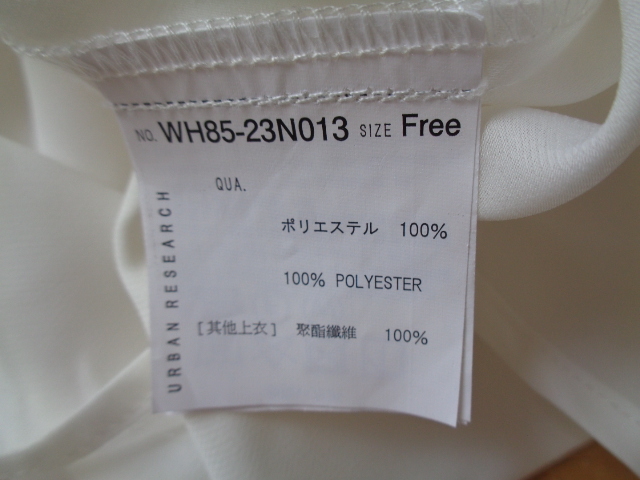 NO. WH85-23N013 SIZE Free
QUA.
ポリエステル 100%
100% POLYESTER
[其他上衣] 聚酯纖維 100%
URBAN RESEARCH